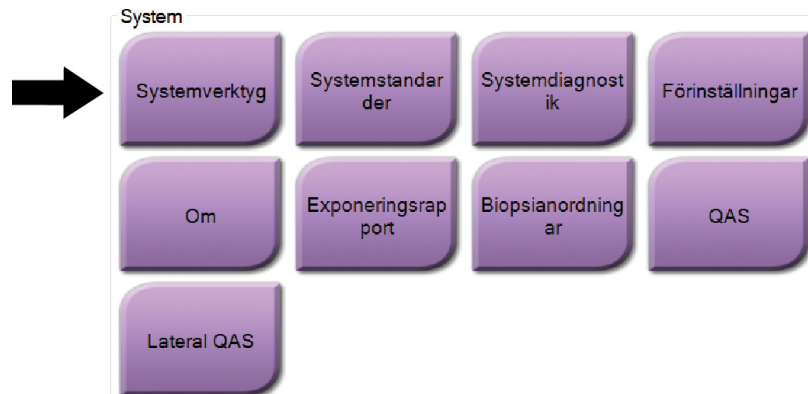 System
Systemverktyg
Systemstandar
der
Systemdiagnost
ik
Förinställningar
Om
Exponeringsrap
port
Biopsianordning
ar
QAS
Lateral QAS